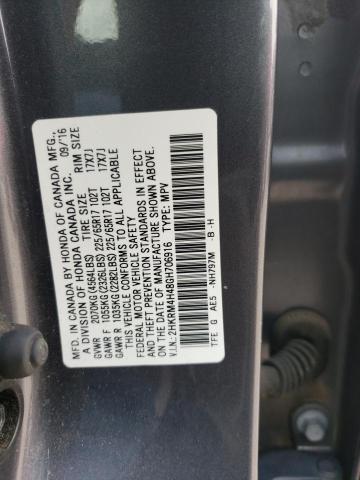 MFD. IN CANADA BY HONDA OF CANADA MFG., 09/16
A DIVISION OF HONDA CANADA INC.
TIRE SIZE RIM SIZE
GVWR 2070KG (4564LBS)
GAWR F 1055KG (2326LBS) 225/65R17 102T 17X7J
GAWR R 1035KG (2282LBS) 225/65R17 102T 17X7J
THIS VEHICLE CONFORMS TO ALL APPLICABLE
FEDERAL MOTOR VEHICLE SAFETY
STANDARDS IN EFFECT
AND THEFT PREVENTION STANDARDS IN EFFECT
ON THE DATE OF MANUFACTURE SHOWN ABOVE.
V.I.N.: 2HKRM4H48GH706916 TYPE: MPV
TFE G AE5 -NH797M -B -H